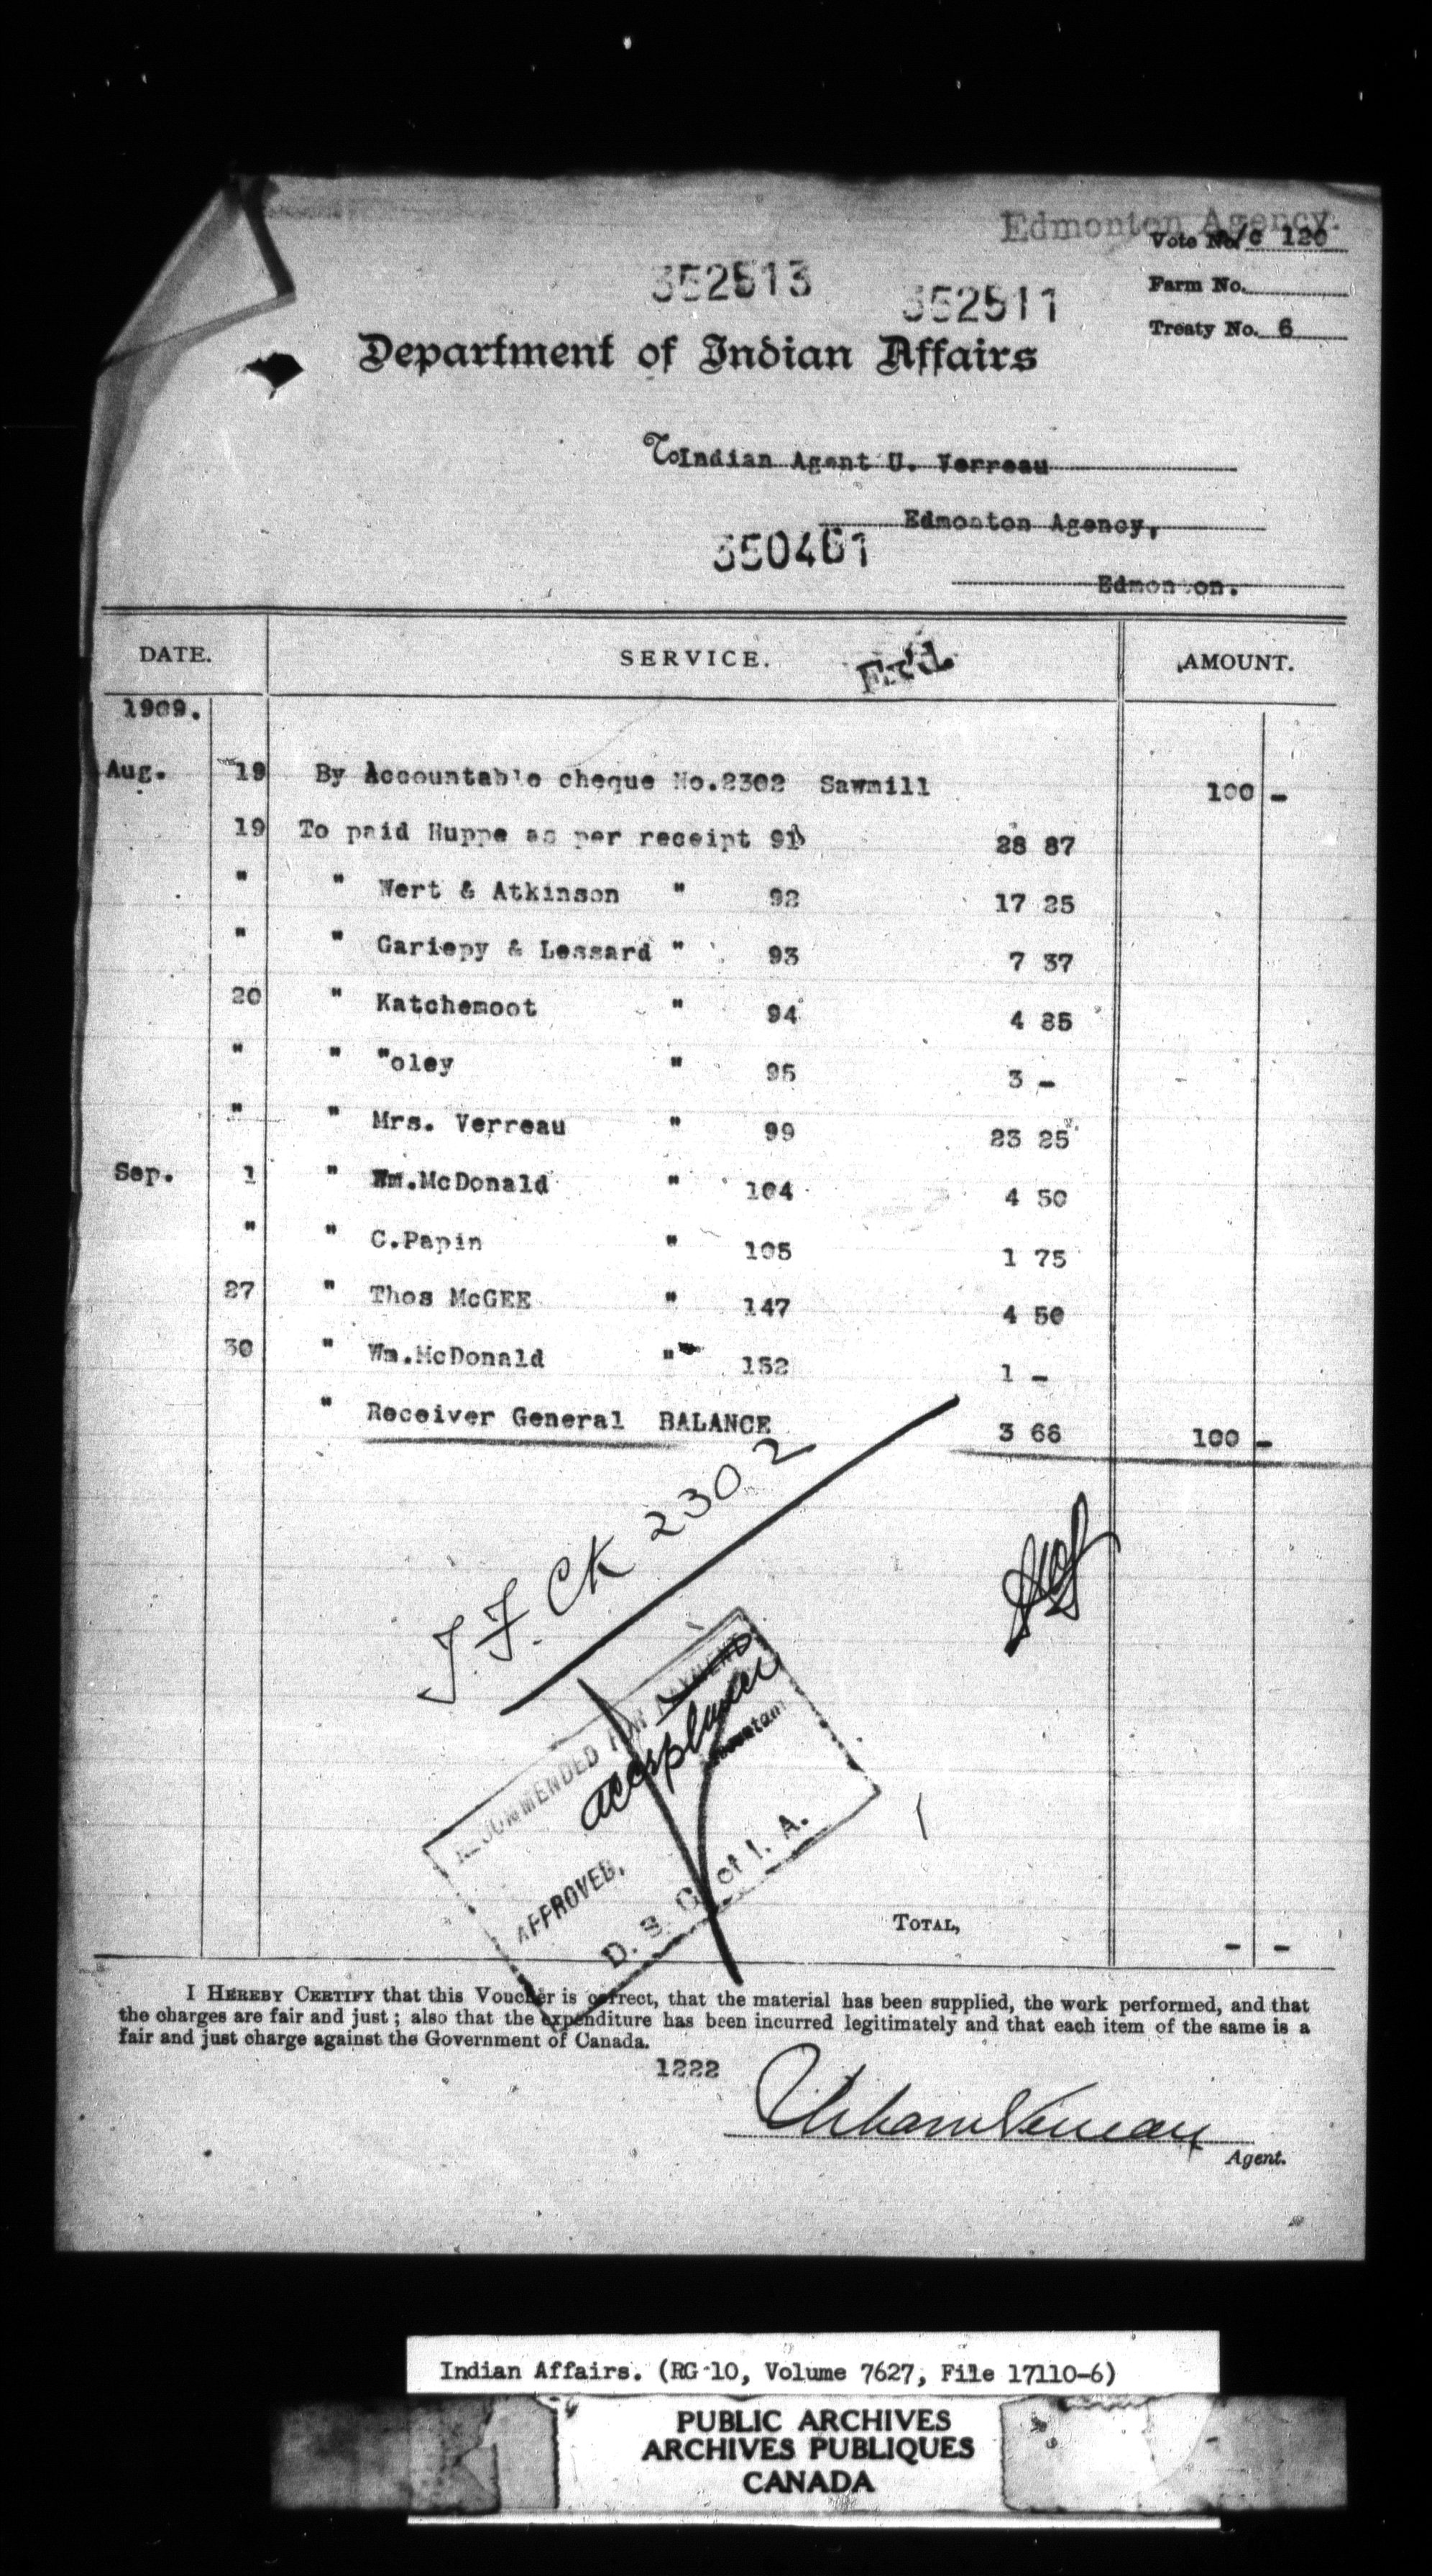 Edmonton Agency.
Vote No. A/c 120
352513
352511
Farm No.
Treaty No. 6
Department of Indian Affairs
To Indian Agent U. Verreau
Edmonton Agency,
350461
Edmonton.
DATE. SERVICE. Ex'd. AMOUNT.
1909.
Aug. 19 By Accountable cheque No.2302 Sawmill 100 -
19 To paid Huppe as per receipt 91 28 87
" " Wert & Atkinson " 92 17 25
" " Gariepy & Lessard " 93 7 37
20 " Katchemoot " 94 4 85
" " "oley " 95 3 -
" " Mrs. Verreau " 99 23 25
Sep. 1 " Wm.McDonald " 104 4 50
" " C.Papin " 105 1 75
27 " Thos McGEE " 147 4 50
30 " Wm.McDonald " 152 1 -
" Receiver General BALANCE 3 66 100 -
J.F. CK 2302
RECOMMENDED FOR PAYMENT
acceptance
Accountant
APPROVED,
D. S. G. of I. A.
TOTAL, - -
I HEREBY CERTIFY that this Voucher is correct, that the material has been supplied, the work performed, and that
the charges are fair and just; also that the expenditure has been incurred legitimately and that each item of the same is a
fair and just charge against the Government of Canada.
1222
Urbain Verreau
Agent.
Indian Affairs. (RG 10, Volume 7627, File 17110-6)
PUBLIC ARCHIVES
ARCHIVES PUBLIQUES
CANADA